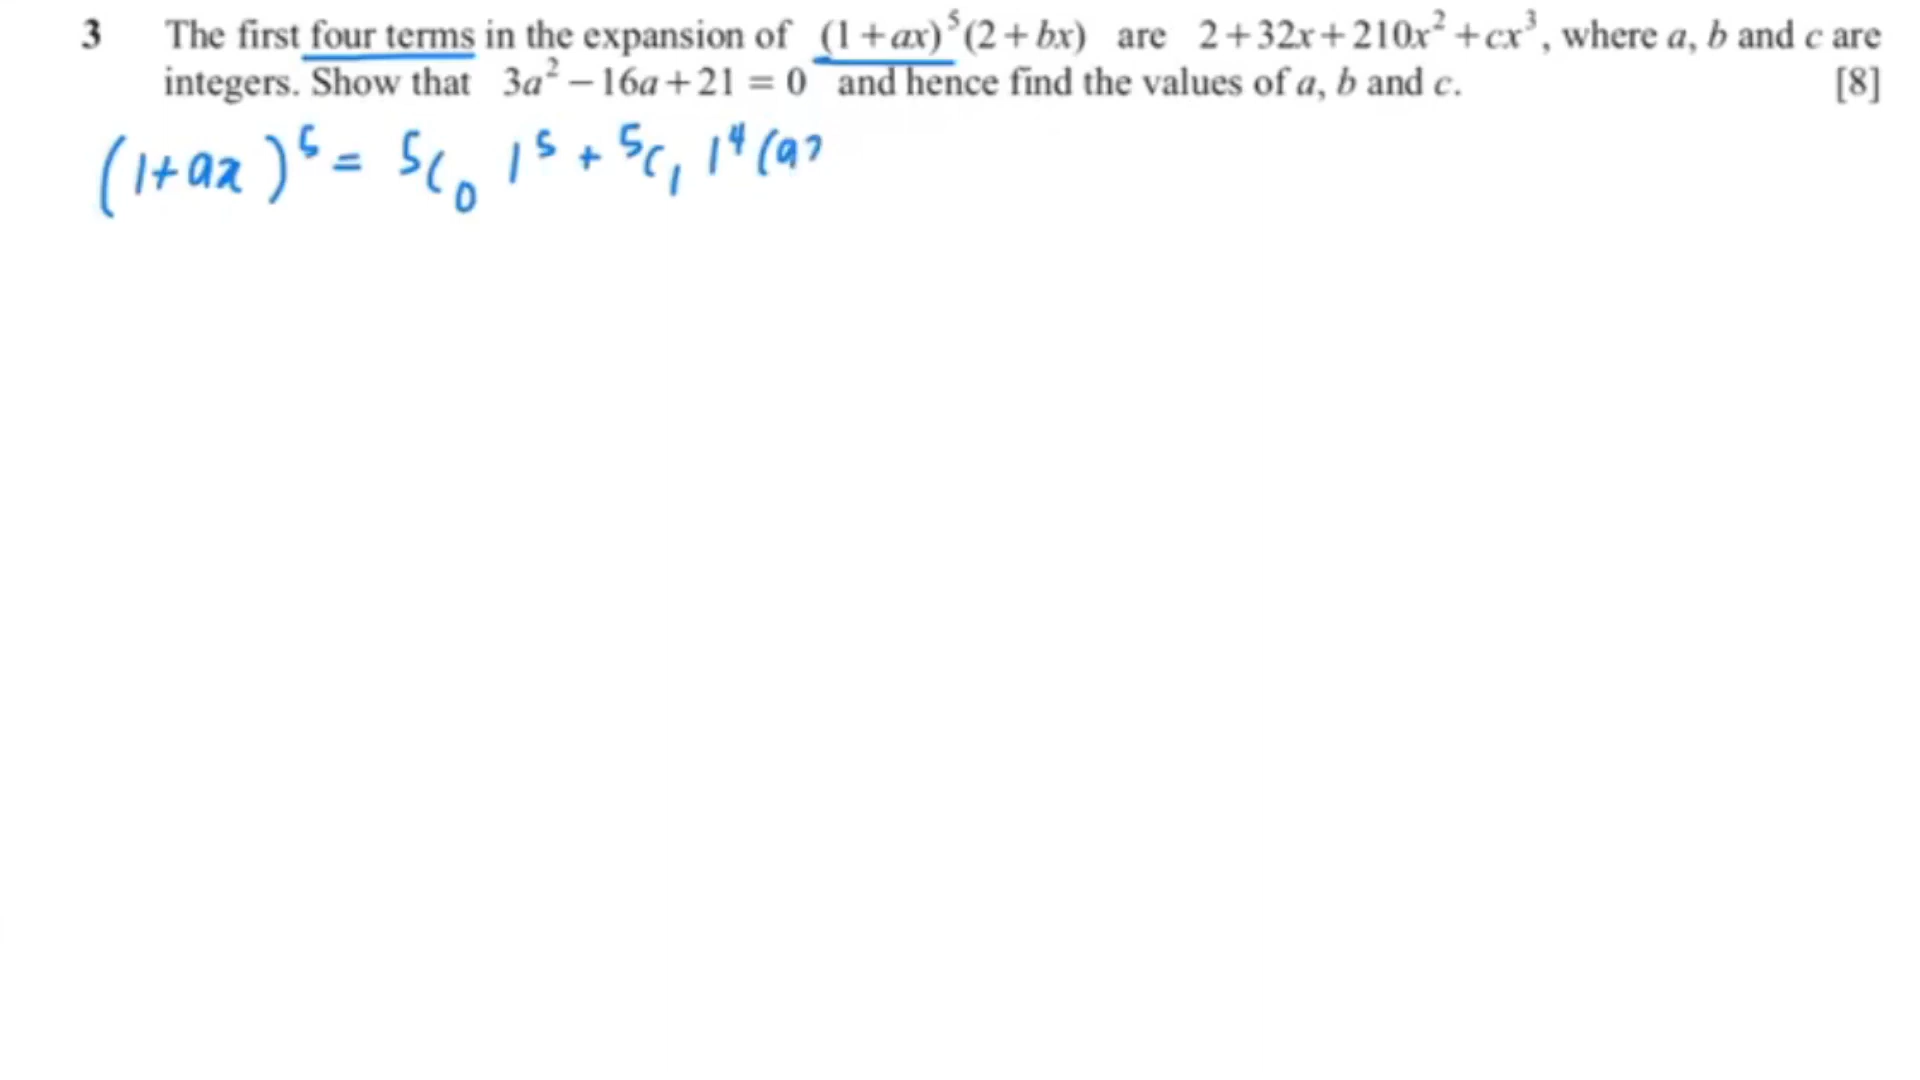 3 The first four terms in the expansion of (1+ax)⁵(2+bx) are 2+32x+210x²+cx³, where a, b and c are
integers. Show that 3a²−16a+21 = 0 and hence find the values of a, b and c. [8]
(1+ax)⁵ = ⁵C₀ 1⁵ + ⁵C₁ 1⁴ (a